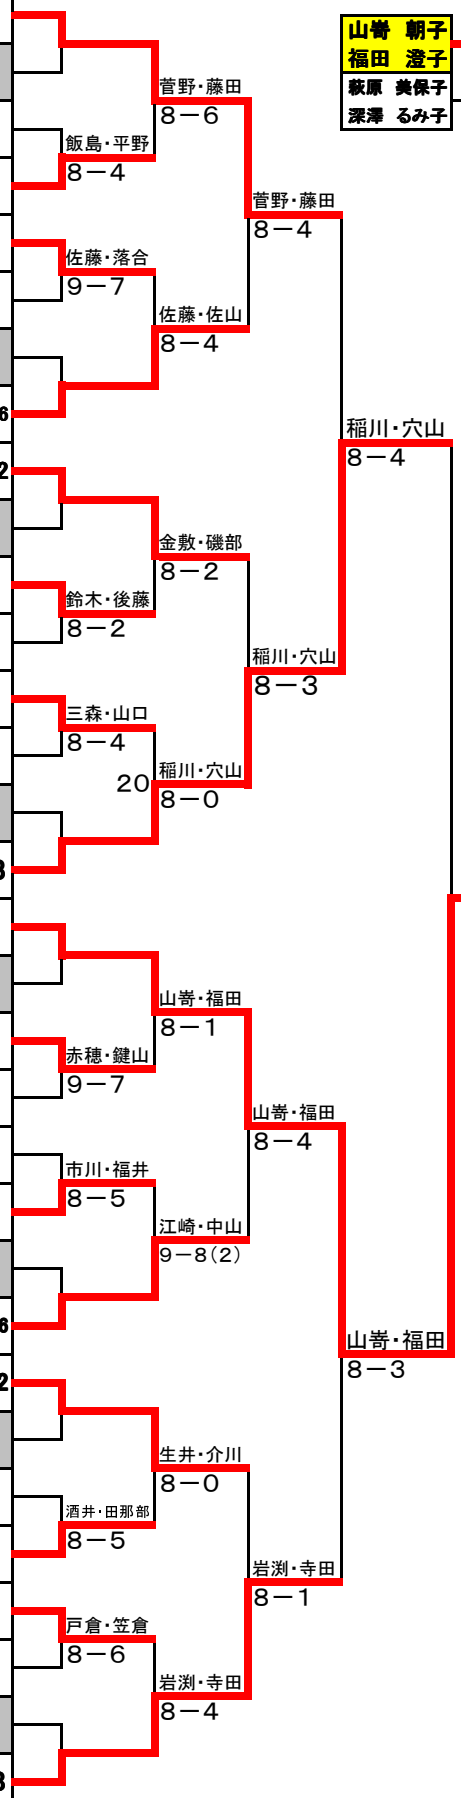 山嵜　朝子
福田　澄子
萩原　美保子
深澤　るみ子
菅野・藤田
8－6
飯島・平野
8－4
菅野・藤田
8－4
佐藤・落合
9－7
佐藤・佐山
8－4
6
稲川・穴山
8－4
2
金敷・磯部
8－2
鈴木・後藤
8－2
稲川・穴山
8－3
三森・山口
8－4
稲川・穴山
20
8－0
3
山嵜・福田
8－1
赤穂・鍵山
9－7
山嵜・福田
8－4
市川・福井
8－5
江崎・中山
9－8（2）
6
山嵜・福田
8－3
2
生井・介川
8－0
酒井・田那部
8－5
岩渕・寺田
8－1
戸倉・笠倉
8－6
岩渕・寺田
8－4
3